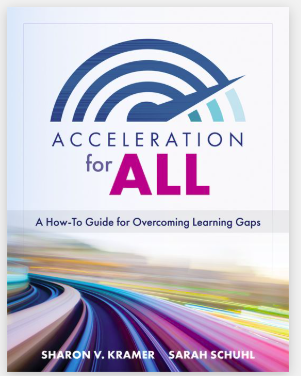 ACCELERATION
for ALL
A How-To Guide for Overcoming Learning Gaps
SHARON V. KRAMER SARAH SCHUHL